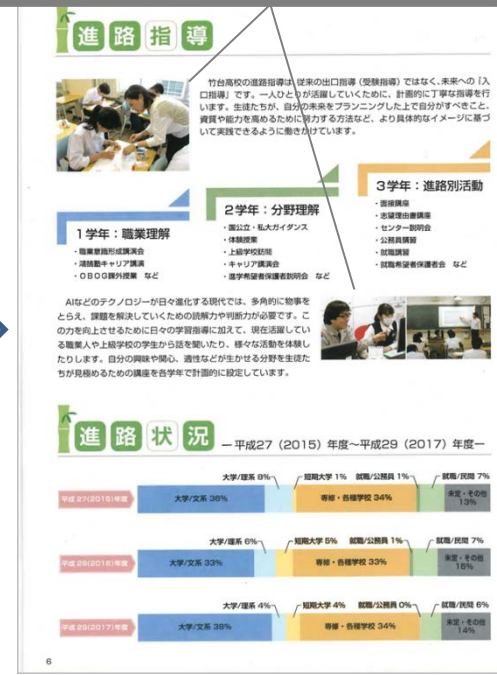 進路指導
竹台高校の進路指導は、従来の出口指導（受験指導）ではなく、未来への「入
口指導」です。一人ひとりが活躍していくために、計画的に丁寧な指導を行
います。生徒たちが、自分の未来をプランニングした上で自分がすべきこと、
資質や能力を高めるために努力する方法など、より具体的なイメージに基づ
いて実践できるように働きかけています。
1学年：職業理解
・職業意識形成講演会
・靖錦塾キャリア講演
・OBOG課外授業　など
2学年：分野理解
・国公立・私大ガイダンス
・体験授業
・上級学校訪問
・キャリア講演会
・進学希望者保護者説明会　など
3学年：進路別活動
・面接講座
・志望理由書講座
・センター説明会
・公務員講習
・就職講習
・就職希望者保護者会　など
AIなどのテクノロジーが日々進化する現代では、多角的に物事を
とらえ、課題を解決していくための読解力や判断力が必要です。こ
の力を向上させるために日々の学習指導に加えて、現在活躍してい
る職業人や上級学校の学生から話を聞いたり、様々な活動を体験し
たりします。自分の興味や関心、適性などが生かせる分野を生徒た
ちが見極めるための講座を各学年で計画的に設定しています。
進路状況 ー平成27（2015）年度～平成29（2017）年度ー
大学/理系 8% 短期大学 1% 就職/公務員 1% 就職/民間 7%
平成 27(2015)年度 大学/文系 36% 専修・各種学校 34% 未定・その他 13%
大学/理系 6% 短期大学 5% 就職/公務員 1% 就職/民間 7%
平成 28(2016)年度 大学/文系 33% 専修・各種学校 33% 未定・その他 15%
大学/理系 4% 短期大学 4% 就職/公務員 0% 就職/民間 6%
平成 29(2017)年度 大学/文系 38% 専修・各種学校 34% 未定・その他 14%
6